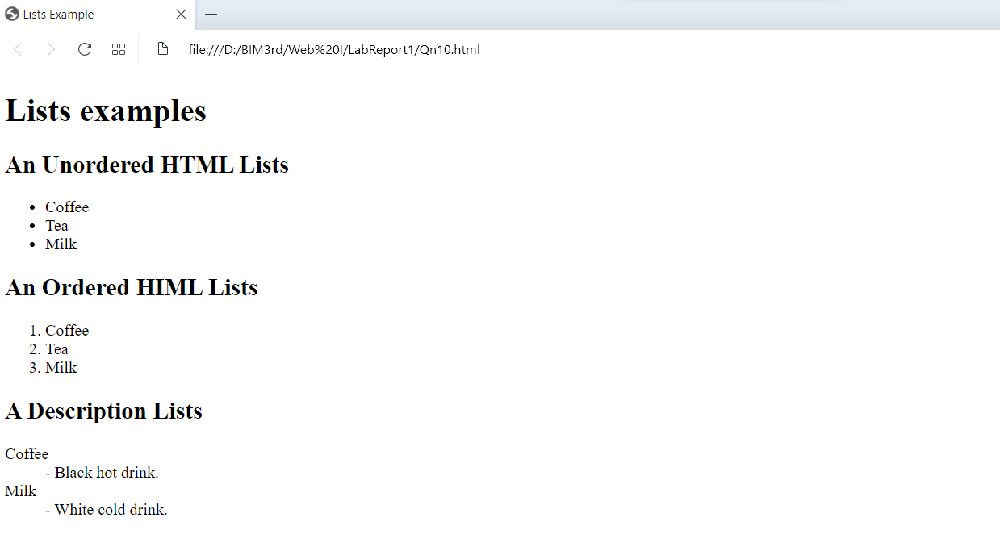 Lists Example
file:///D:/BIM3rd/Web%20I/LabReport1/Qn10.html
Lists examples
An Unordered HTML Lists
• Coffee
• Tea
• Milk
An Ordered HIML Lists
1. Coffee
2. Tea
3. Milk
A Description Lists
Coffee
- Black hot drink.
Milk
- White cold drink.